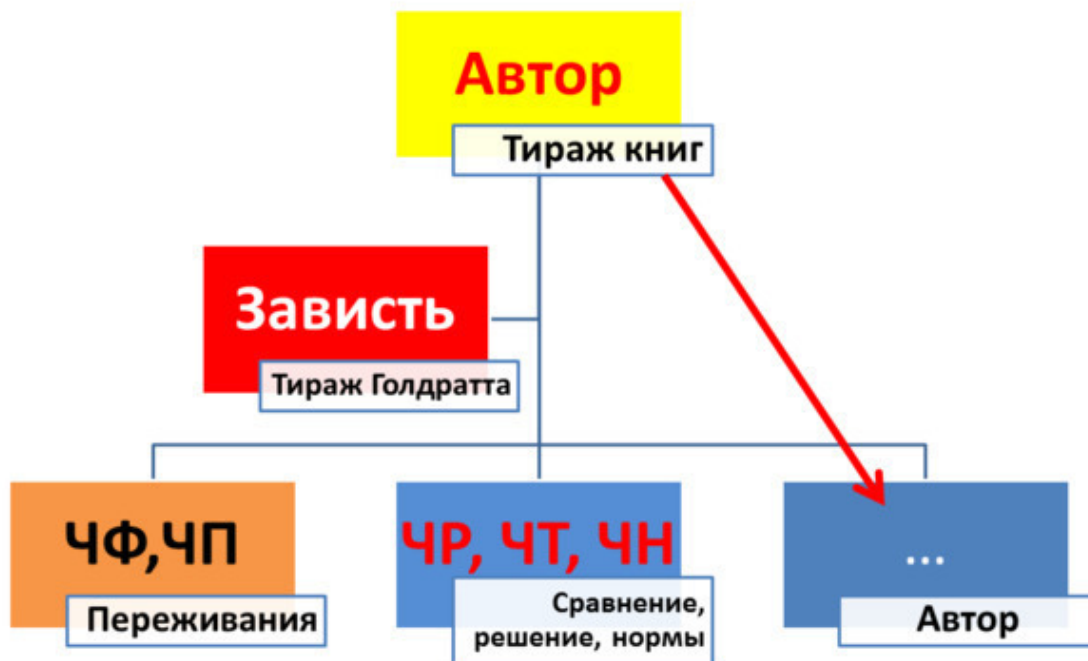 Автор
Тираж книг
Зависть
Тираж Голдратта
ЧФ,ЧП
Переживания
ЧР, ЧТ, ЧН
Сравнение,
решение, нормы
...
Автор